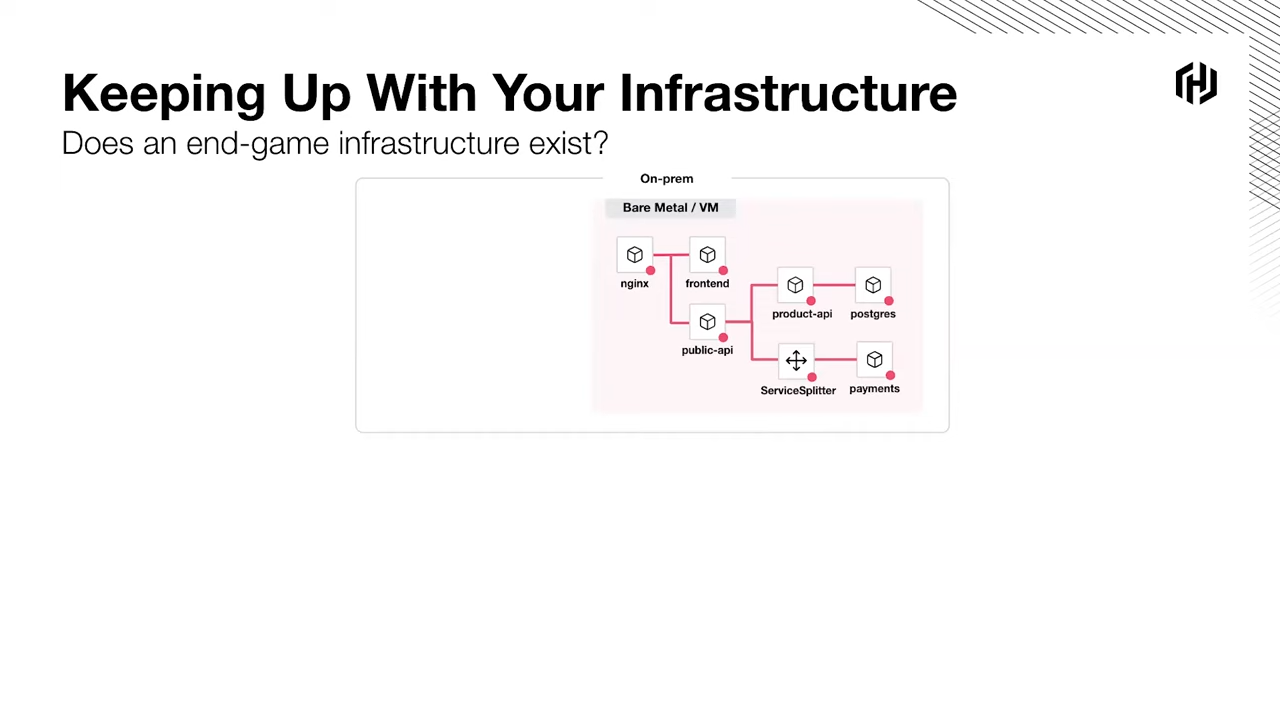 Keeping Up With Your Infrastructure
Does an end-game infrastructure exist?
On-prem
Bare Metal / VM
nginx
frontend
public-api
product-api
postgres
ServiceSplitter
payments